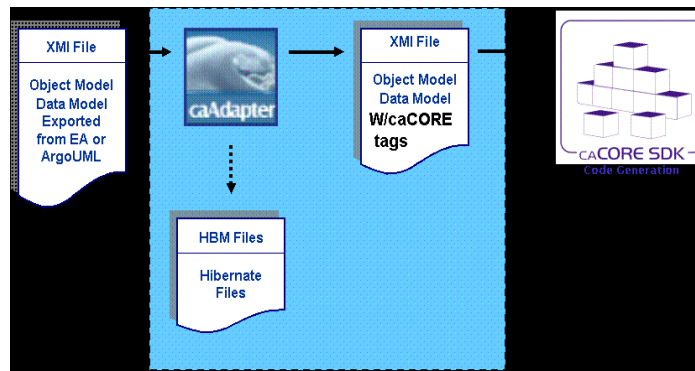 XMI File
Object Model
Data Model
Exported
from EA or
ArgoUML
caAdapter
XMI File
Object Model
Data Model
W/caCORE
tags
caCORE SDK
Code Generation
HBM Files
Hibernate
Files